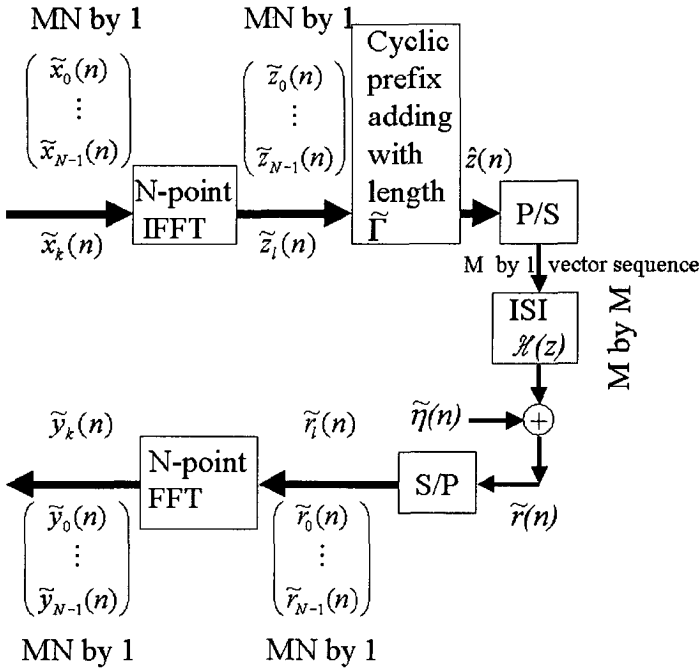 MN by 1
MN by 1
x̃₀(n)
⋮
x̃_{N-1}(n)
z̃₀(n)
⋮
z̃_{N-1}(n)
Cyclic
prefix
adding
with
length
Γ̃
N-point
IFFT
x̃_k(n)
z̃_l(n)
ẑ(n)
P/S
M by 1 vector sequence
ISI
ℋ(z)
M by M
η̃(n)
+
r̃(n)
S/P
r̃_l(n)
N-point
FFT
ỹ_k(n)
ỹ₀(n)
⋮
ỹ_{N-1}(n)
r̃₀(n)
⋮
r̃_{N-1}(n)
MN by 1
MN by 1